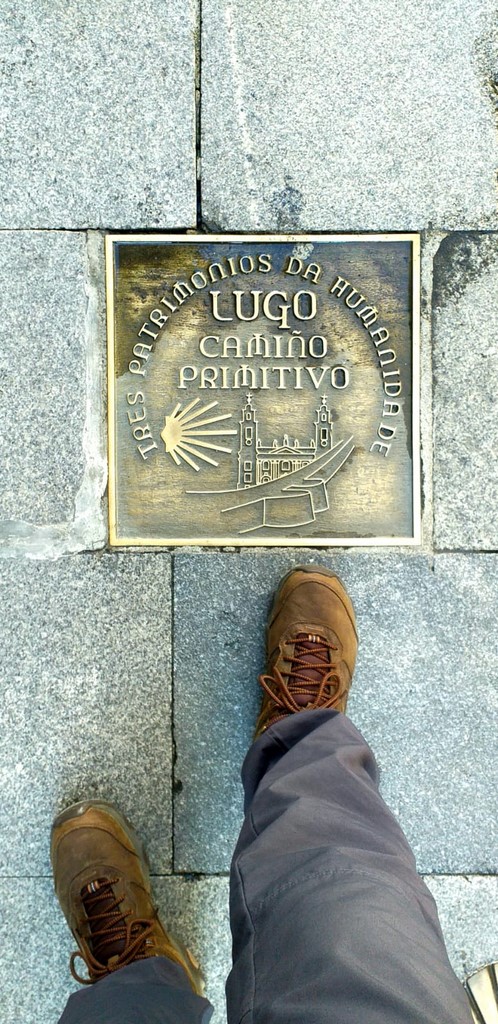 TRES PATRIMONIOS DA HUMANIDADE
LUGO
CAMIÑO
PRIMITIVO